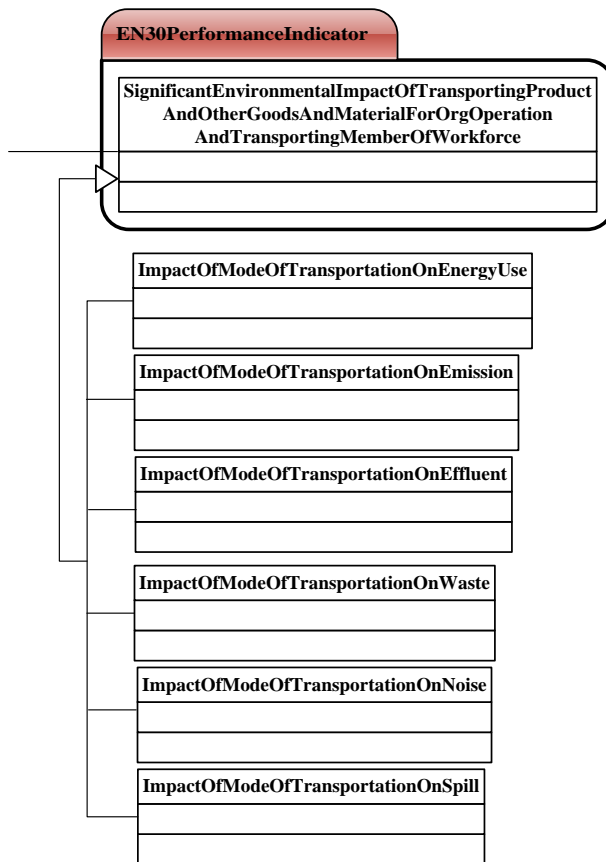 EN30PerformanceIndicator
SignificantEnvironmentalImpactOfTransportingProduct
AndOtherGoodsAndMaterialForOrgOperation
AndTransportingMemberOfWorkforce
ImpactOfModeOfTransportationOnEnergyUse
ImpactOfModeOfTransportationOnEmission
ImpactOfModeOfTransportationOnEffluent
ImpactOfModeOfTransportationOnWaste
ImpactOfModeOfTransportationOnNoise
ImpactOfModeOfTransportationOnSpill